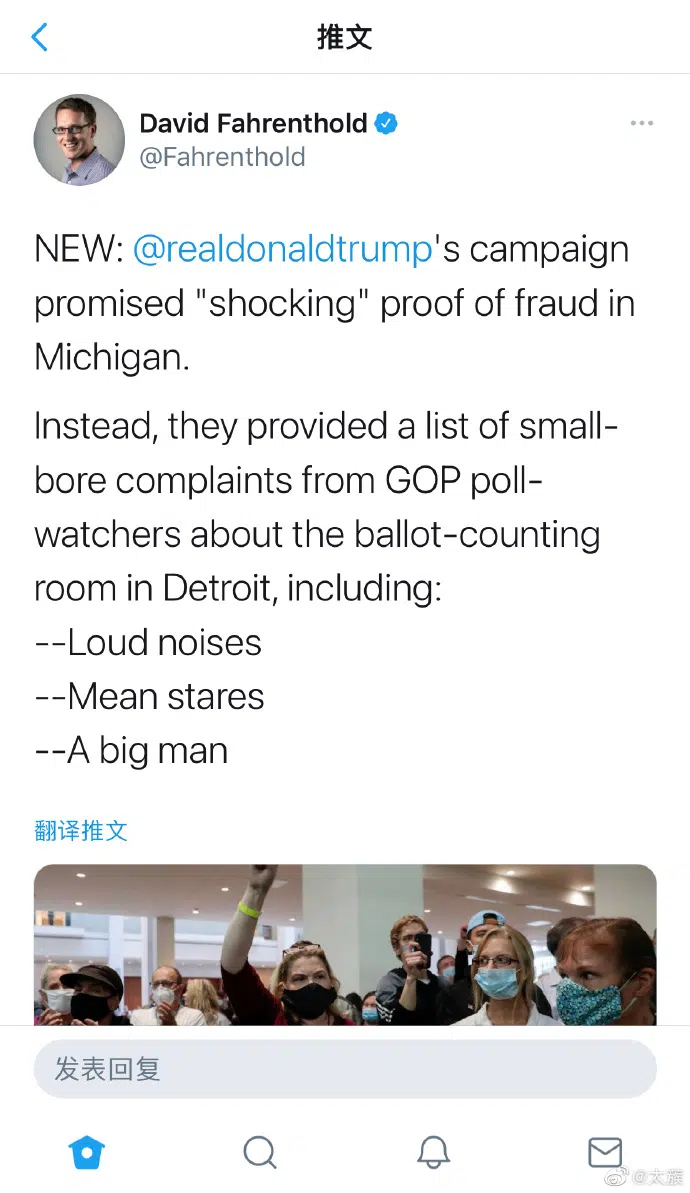 推文
David Fahrenthold
@Fahrenthold
NEW: @realdonaldtrump's campaign
promised "shocking" proof of fraud in
Michigan.
Instead, they provided a list of small-
bore complaints from GOP poll-
watchers about the ballot-counting
room in Detroit, including:
--Loud noises
--Mean stares
--A big man
翻译推文
发表回复
@太簇